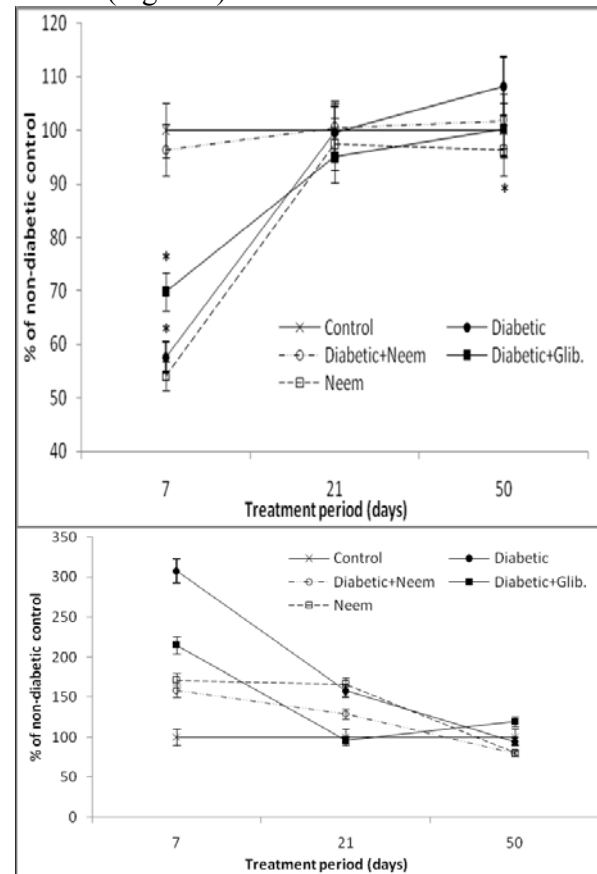 120
110
100
90
80
70
60
50
40
% of non-diabetic control
*
*
*
Control
Diabetic
Diabetic+Neem
Diabetic+Glib.
Neem
7
21
50
Treatment period (days)
350
300
250
200
150
100
50
0
% of non-diabetic control
Control
Diabetic
Diabetic+Neem
Diabetic+Glib.
Neem
7
21
50
Treatment period (days)